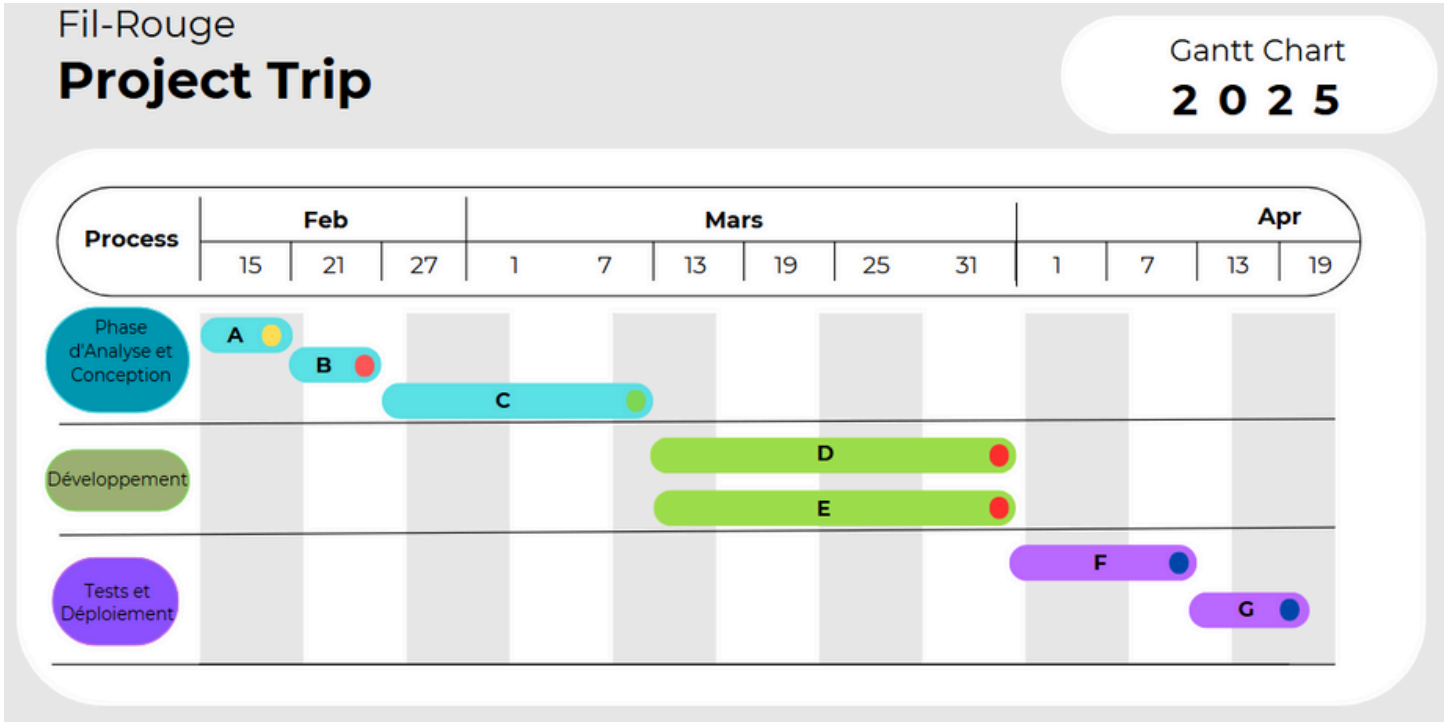 Fil-Rouge
Project Trip
Gantt Chart
2 0 2 5
Process
Feb
Mars
Apr
15 21 27 1 7 13 19 25 31 1 7 13 19
Phase
d'Analyse et
Conception
A
B
C
Développement
D
E
Tests et
Déploiement
F
G